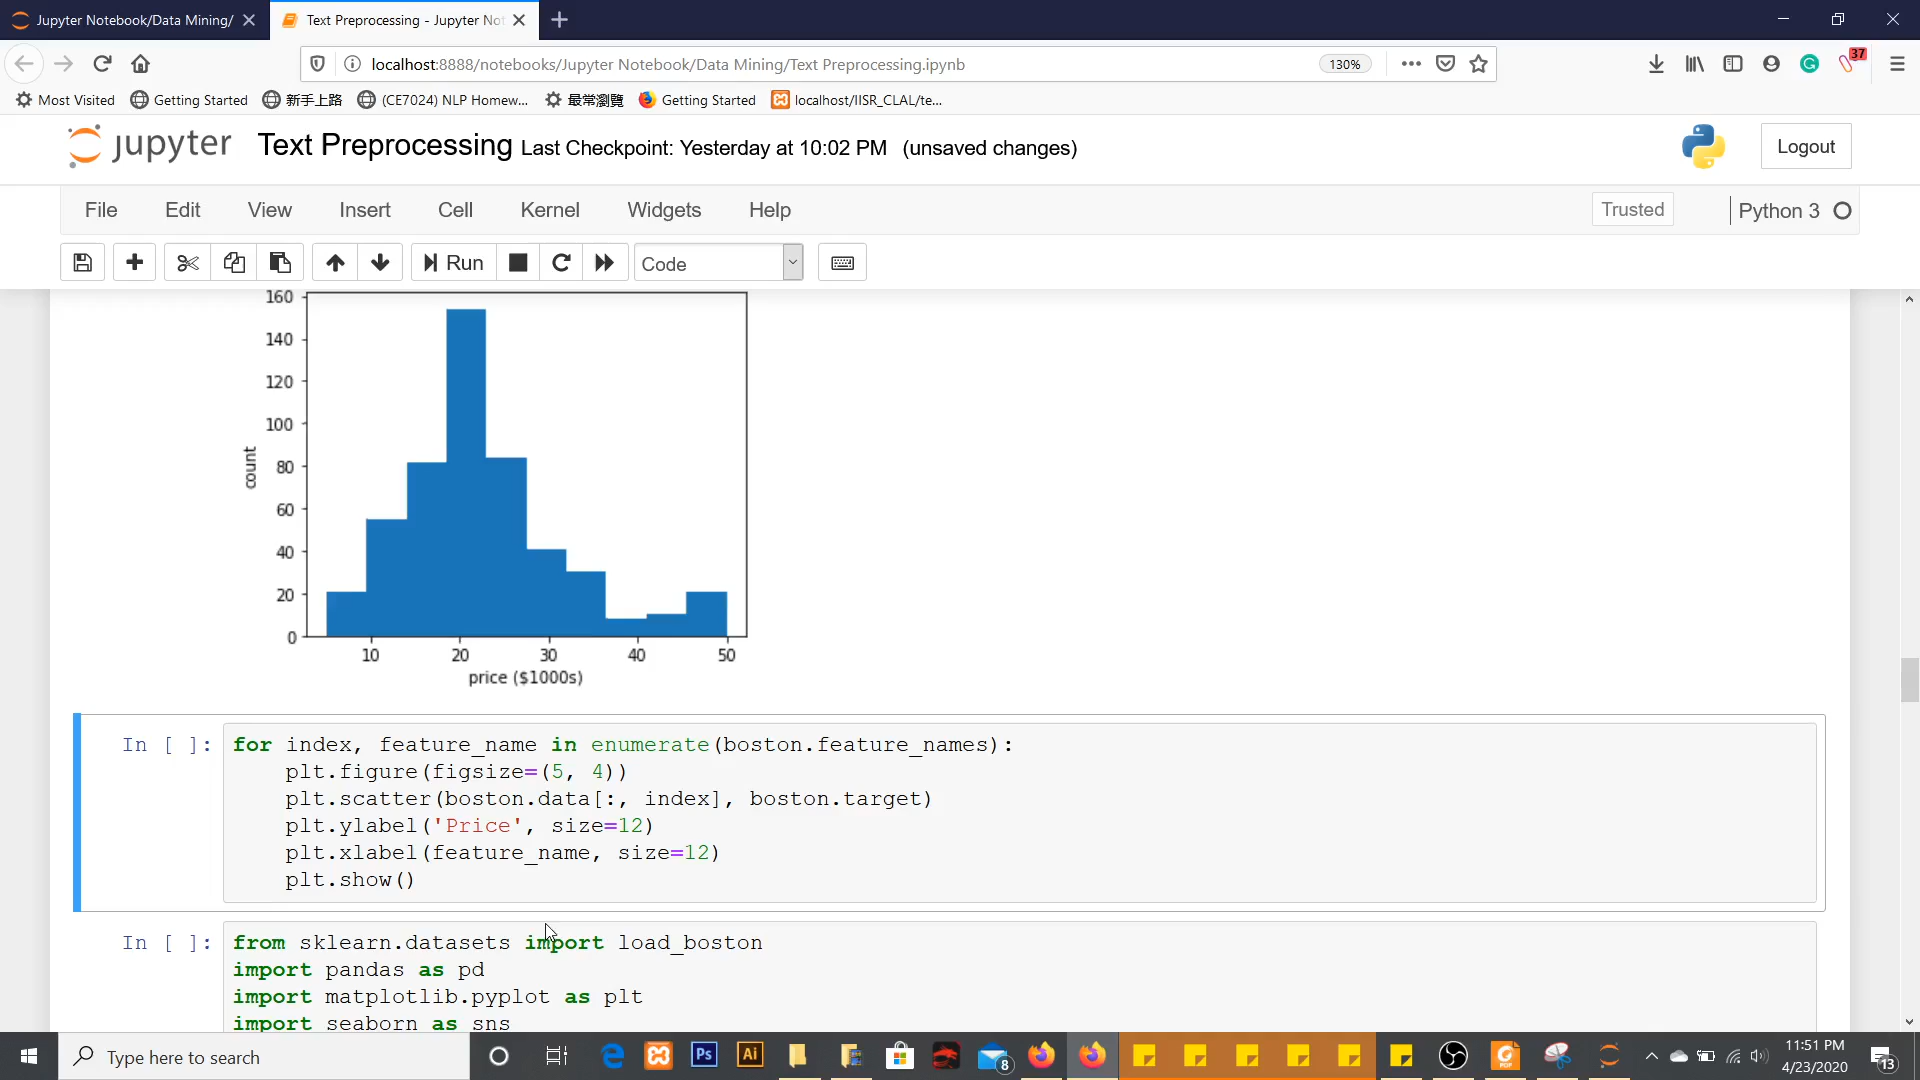 Jupyter Notebook/Data Mining/
Text Preprocessing - Jupyter Not
localhost:8888/notebooks/Jupyter Notebook/Data Mining/Text Preprocessing.ipynb
130%
37
Most Visited
Getting Started
新手上路
(CE7024) NLP Homew...
最常瀏覽
Getting Started
localhost/IISR_CLAL/te...
jupyter
Text Preprocessing Last Checkpoint: Yesterday at 10:02 PM (unsaved changes)
Logout
File Edit View Insert Cell Kernel Widgets Help
Trusted
Python 3
Run
Code
160
140
120
100
80
60
40
20
0
count
10 20 30 40 50
price ($1000s)
In [ ]: for index, feature_name in enumerate(boston.feature_names):
plt.figure(figsize=(5, 4))
plt.scatter(boston.data[:, index], boston.target)
plt.ylabel('Price', size=12)
plt.xlabel(feature_name, size=12)
plt.show()
In [ ]: from sklearn.datasets import load_boston
import pandas as pd
import matplotlib.pyplot as plt
import seaborn as sns
Type here to search
Ps
Ai
8
PDF
11:51 PM
4/23/2020
13